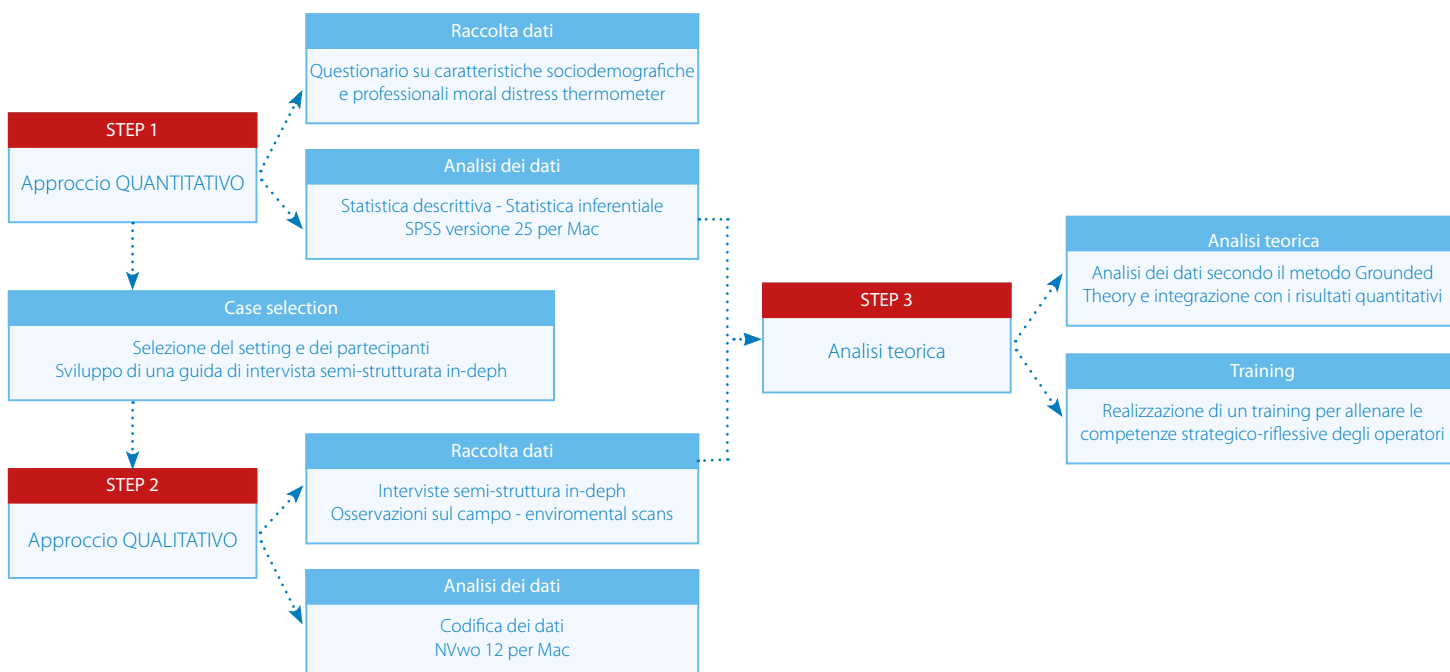 STEP 1
Approccio QUANTITATIVO
Raccolta dati
Questionario su caratteristiche sociodemografiche
e professionali moral distress thermometer
Analisi dei dati
Statistica descrittiva - Statistica inferentiale
SPSS versione 25 per Mac
Case selection
Selezione del setting e dei partecipanti
Sviluppo di una guida di intervista semi-strutturata in-deph
STEP 2
Approccio QUALITATIVO
Raccolta dati
Interviste semi-struttura in-deph
Osservazioni sul campo - enviromental scans
Analisi dei dati
Codifica dei dati
NVwo 12 per Mac
STEP 3
Analisi teorica
Analisi teorica
Analisi dei dati secondo il metodo Grounded
Theory e integrazione con i risultati quantitativi
Training
Realizzazione di un training per allenare le
competenze strategico-riflessive degli operatori